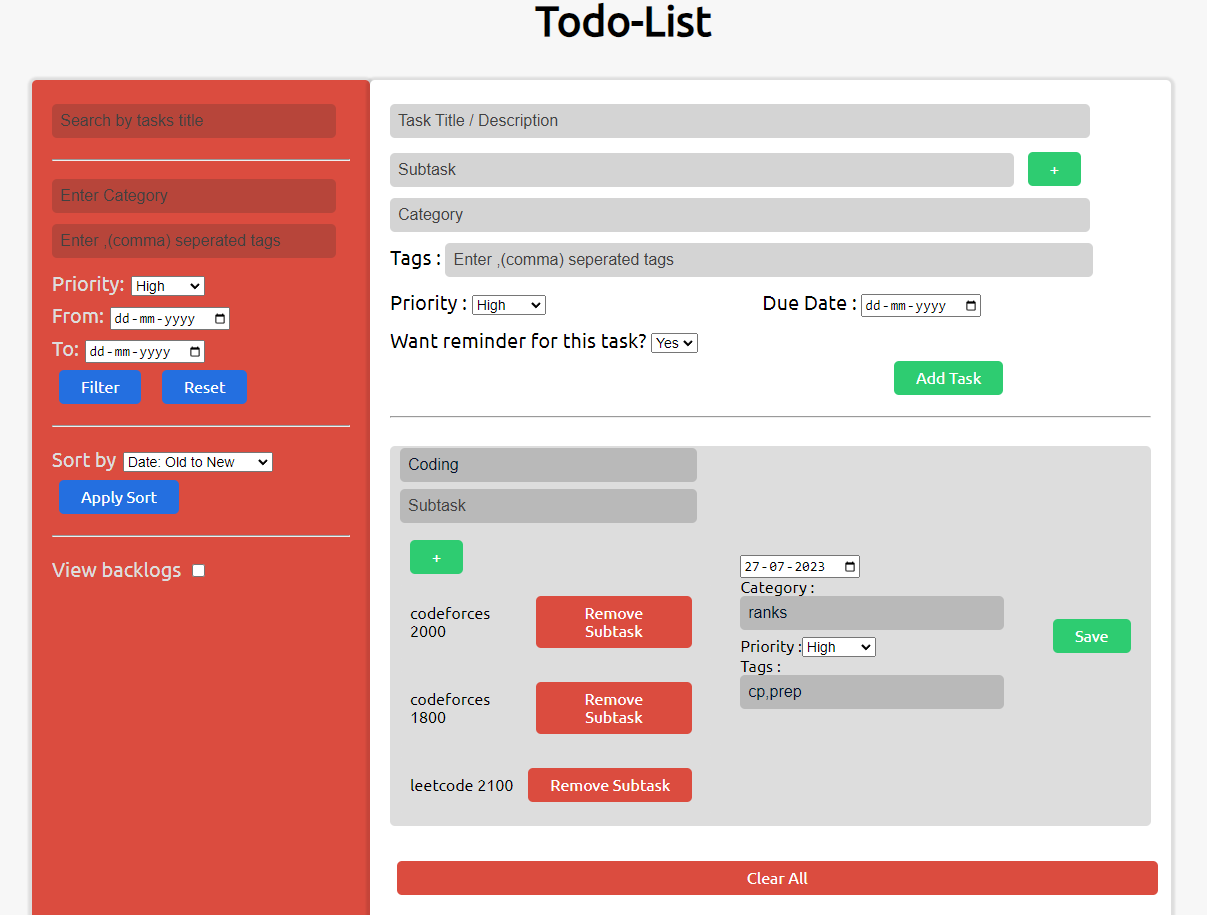 Todo-List
Search by tasks title
Enter Category
Enter ,(comma) seperated tags
Priority: High
From: dd-mm-yyyy
To: dd-mm-yyyy
Filter Reset
Sort by Date: Old to New
Apply Sort
View backlogs
Task Title / Description
Subtask +
Category
Tags : Enter ,(comma) seperated tags
Priority : High Due Date : dd-mm-yyyy
Want reminder for this task? Yes
Add Task
Coding
Subtask
+
codeforces
2000
Remove
Subtask
codeforces
1800
Remove
Subtask
leetcode 2100 Remove Subtask
27-07-2023
Category :
ranks
Priority : High
Tags :
cp,prep
Save
Clear All